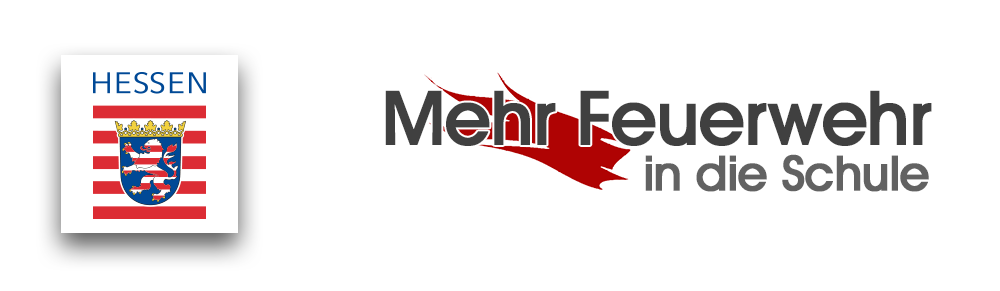 HESSEN
Mehr Feuerwehr
in die Schule